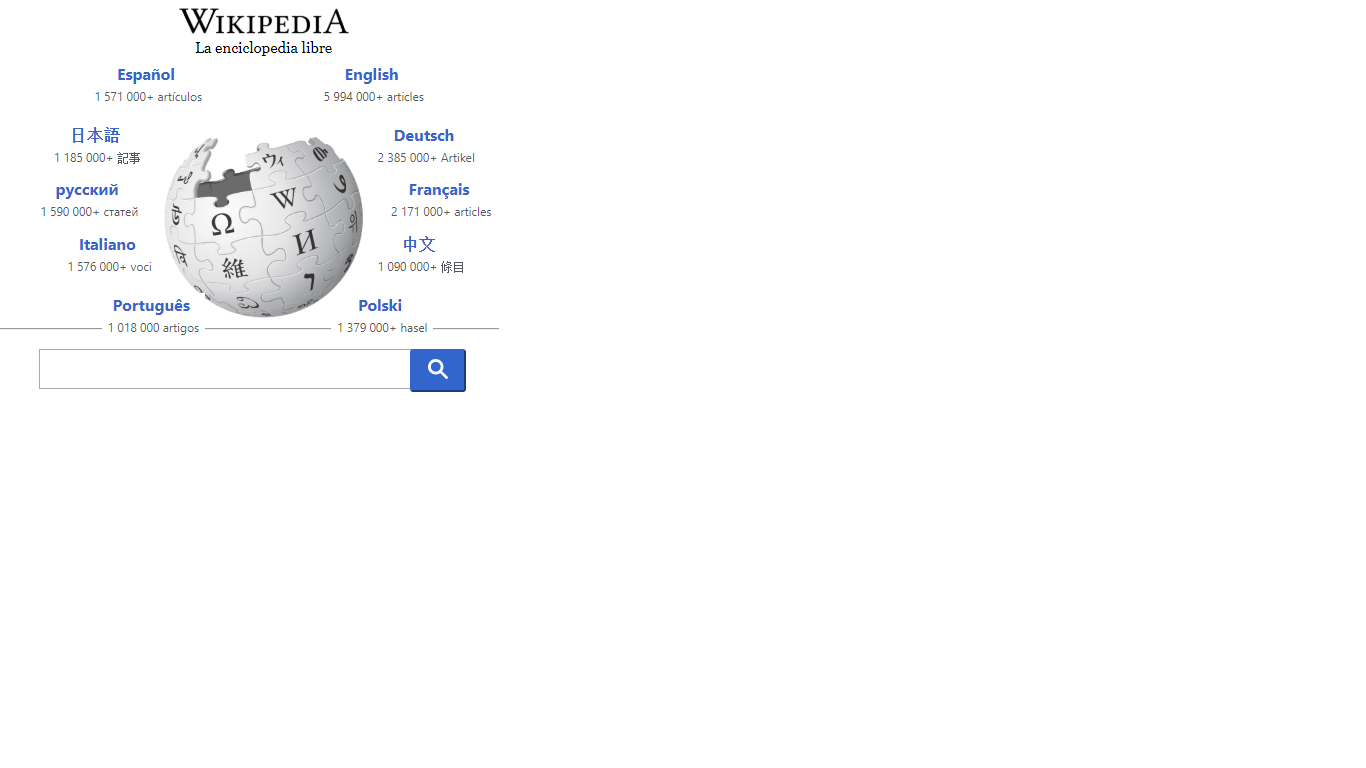 WIKIPEDIA
La enciclopedia libre
Español
1 571 000+ artículos
English
5 994 000+ articles
日本語
1 185 000+ 記事
Deutsch
2 385 000+ Artikel
русский
1 590 000+ статей
Français
2 171 000+ articles
Italiano
1 576 000+ voci
中文
1 090 000+ 條目
Português
1 018 000 artigos
Polski
1 379 000+ hasel
Ω
W
И
維
ウィ